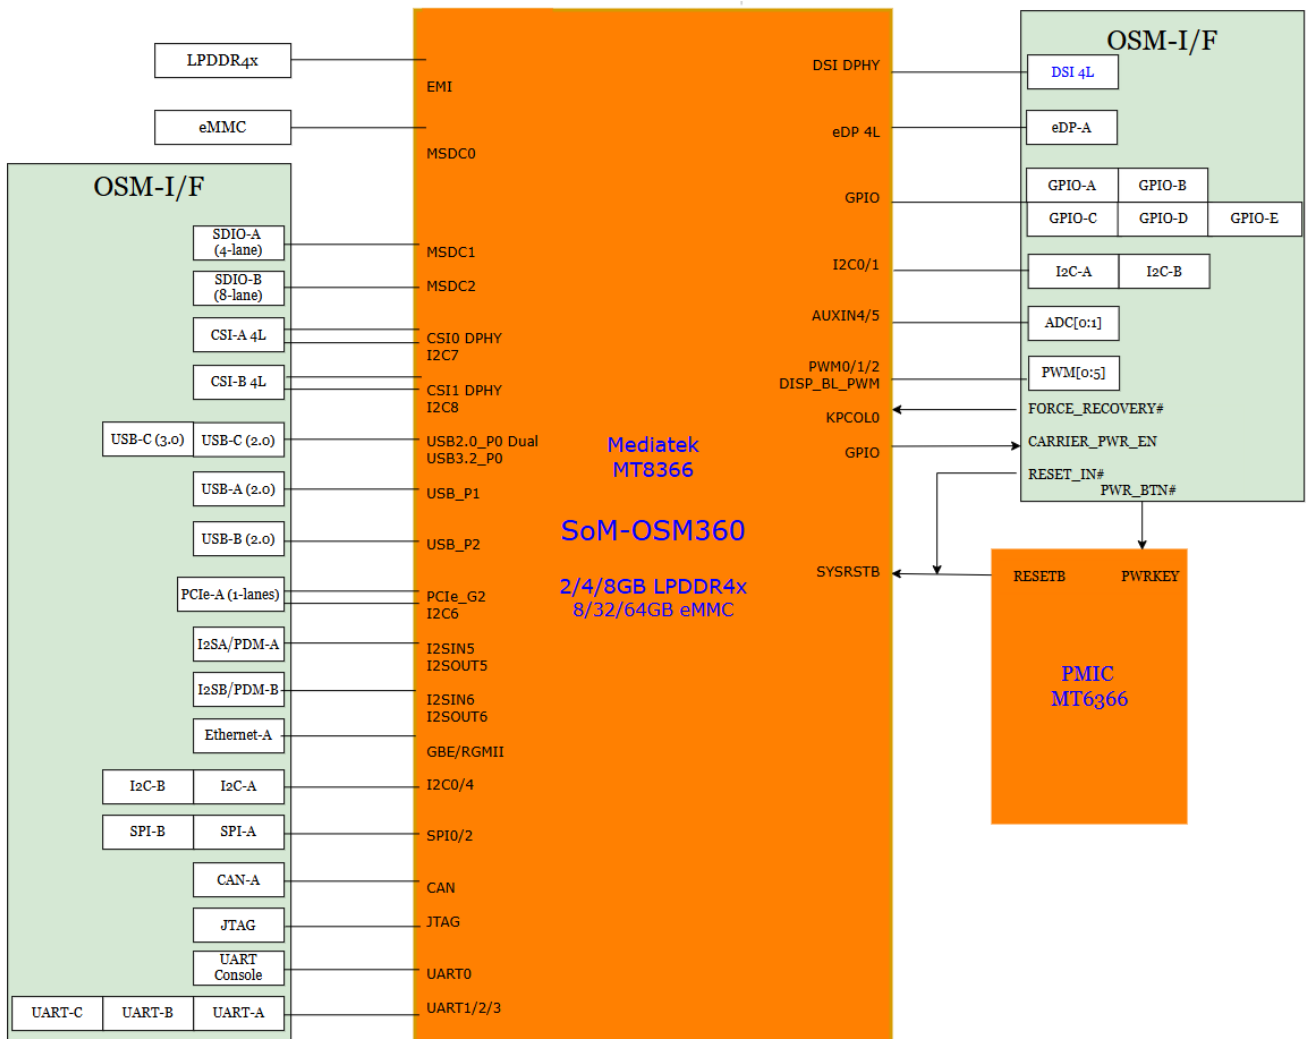 LPDDR4x
eMMC
OSM-I/F
SDIO-A
(4-lane)
SDIO-B
(8-lane)
CSI-A 4L
CSI-B 4L
USB-C (3.0)
USB-C (2.0)
USB-A (2.0)
USB-B (2.0)
PCIe-A (1-lanes)
I2SA/PDM-A
I2SB/PDM-B
Ethernet-A
I2C-B
I2C-A
SPI-B
SPI-A
CAN-A
JTAG
UART
Console
UART-C
UART-B
UART-A
EMI
MSDC0
MSDC1
MSDC2
CSI0 DPHY
I2C7
CSI1 DPHY
I2C8
USB2.0_P0 Dual
USB3.2_P0
USB_P1
USB_P2
PCIe_G2
I2C6
I2SIN5
I2SOUT5
I2SIN6
I2SOUT6
GBE/RGMII
I2C0/4
SPI0/2
CAN
JTAG
UART0
UART1/2/3
Mediatek
MT8366
SoM-OSM360
2/4/8GB LPDDR4x
8/32/64GB eMMC
DSI DPHY
eDP 4L
GPIO
I2C0/1
AUXIN4/5
PWM0/1/2
DISP_BL_PWM
KPCOL0
GPIO
SYSRSTB
OSM-I/F
DSI 4L
eDP-A
GPIO-A
GPIO-B
GPIO-C
GPIO-D
GPIO-E
I2C-A
I2C-B
ADC[0:1]
PWM[0:5]
FORCE_RECOVERY#
CARRIER_PWR_EN
RESET_IN#
PWR_BTN#
RESETB
PWRKEY
PMIC
MT6366